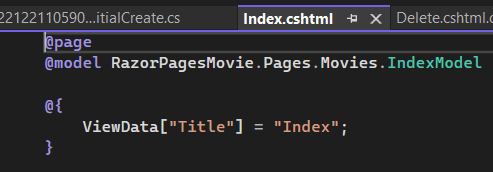 22122110590...itialCreate.cs
Index.cshtml
Delete.cshtml.c
@page
@model RazorPagesMovie.Pages.Movies.IndexModel
@{
    ViewData["Title"] = "Index";
}